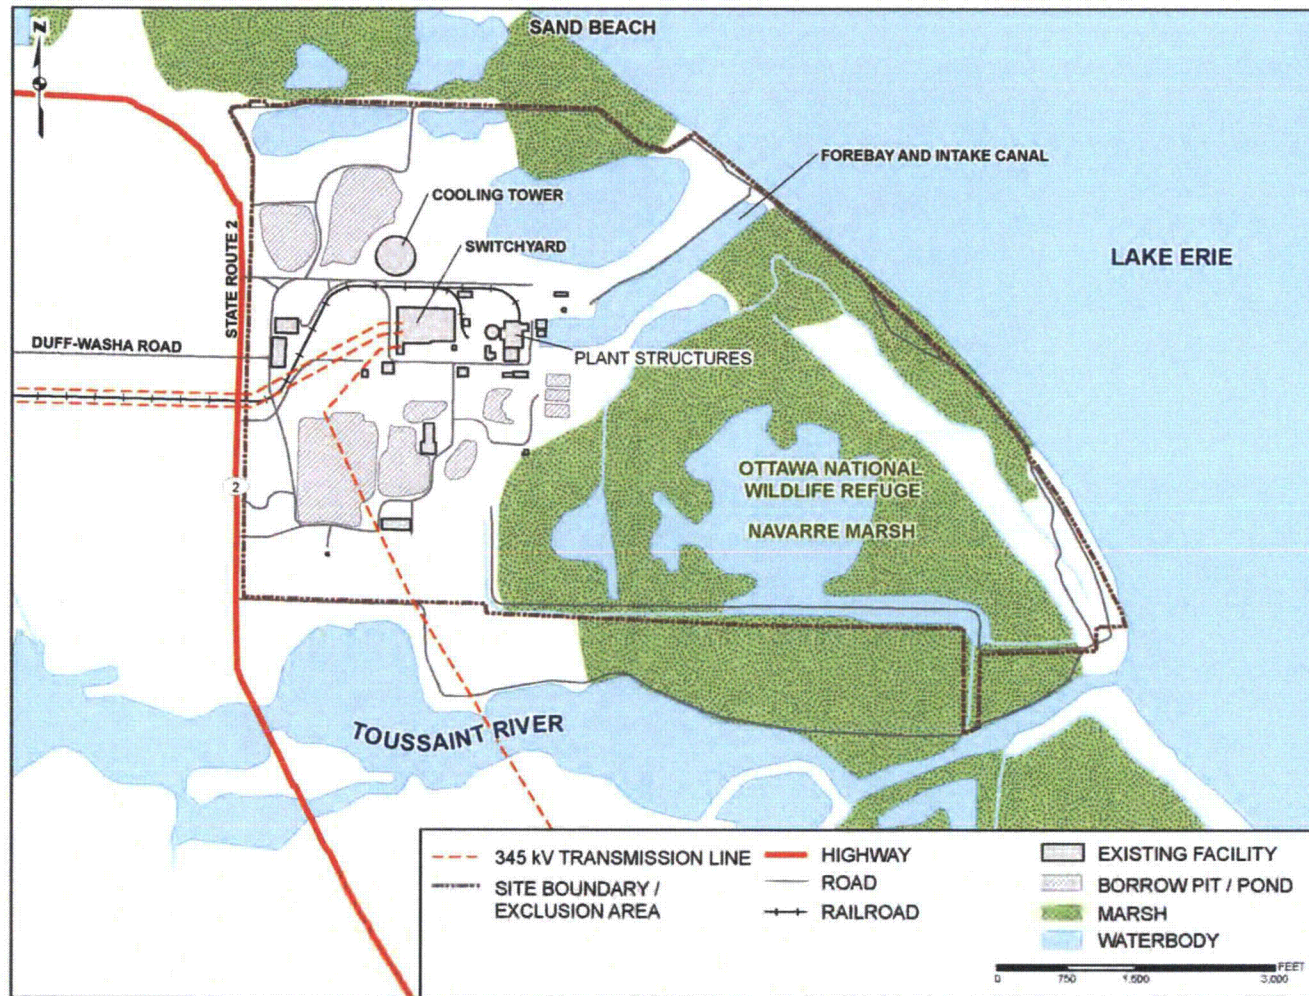 N
SAND BEACH
FOREBAY AND INTAKE CANAL
COOLING TOWER
STATE ROUTE 2
SWITCHYARD
LAKE ERIE
DUFF-WASHA ROAD
PLANT STRUCTURES
2
OTTAWA NATIONAL
WILDLIFE REFUGE
NAVARRE MARSH
TOUSSAINT RIVER
345 kV TRANSMISSION LINE
SITE BOUNDARY /
EXCLUSION AREA
HIGHWAY
ROAD
RAILROAD
EXISTING FACILITY
BORROW PIT / POND
MARSH
WATERBODY
FEET
0 750 1,500 3,000